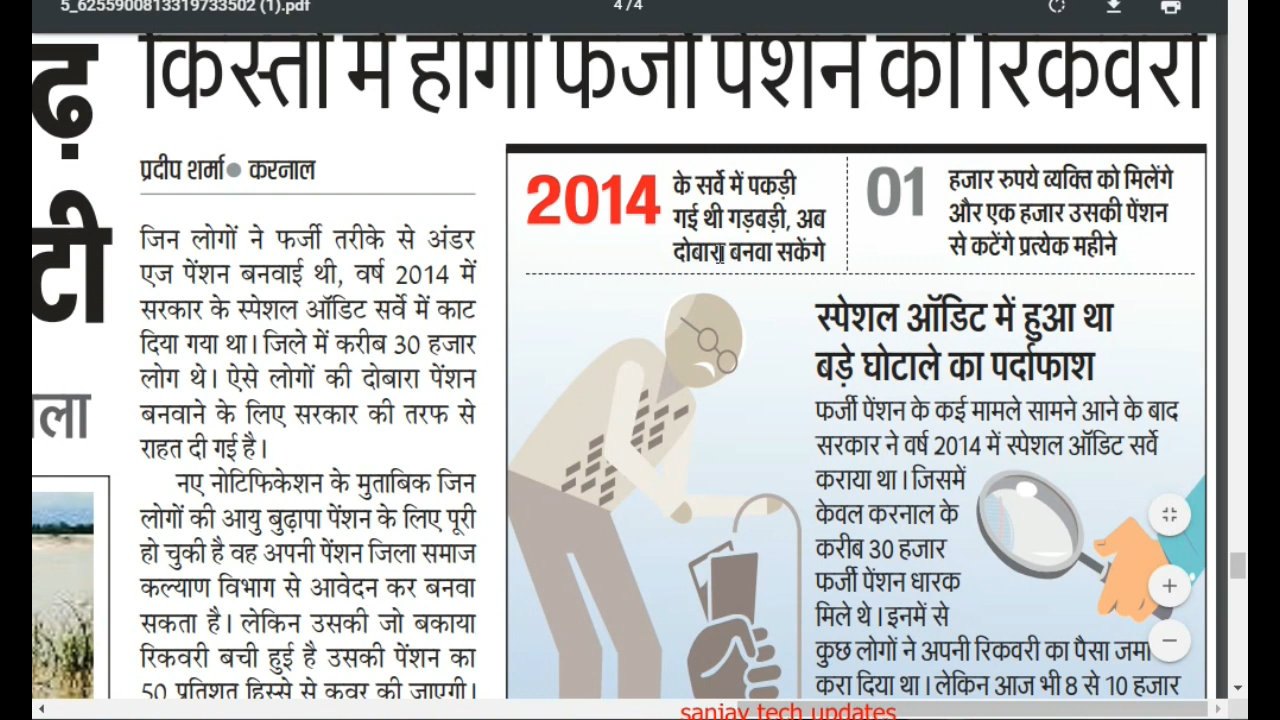 5_6255900813319733502 (1).pdf
4 / 4
किस्तों में होगी फर्जी पेंशन की रिकवरी
ढ़
टी
ला
प्रदीप शर्मा ● करनाल
जिन लोगों ने फर्जी तरीके से अंडर
एज पेंशन बनवाई थी, वर्ष 2014 में
सरकार के स्पेशल ऑडिट सर्वे में काट
दिया गया था। जिले में करीब 30 हजार
लोग थे। ऐसे लोगों की दोबारा पेंशन
बनवाने के लिए सरकार की तरफ से
राहत दी गई है।
नए नोटिफिकेशन के मुताबिक जिन
लोगों की आयु बुढ़ापा पेंशन के लिए पूरी
हो चुकी है वह अपनी पेंशन जिला समाज
कल्याण विभाग से आवेदन कर बनवा
सकता है। लेकिन उसकी जो बकाया
रिकवरी बची हुई है उसकी पेंशन का
50 प्रतिशत हिस्से से कवर की जाएगी।
2014 के सर्वे में पकड़ी
गई थी गड़बड़ी, अब
दोबारा बनवा सकेंगे
01 हजार रुपये व्यक्ति को मिलेंगे
और एक हजार उसकी पेंशन
से कटेंगे प्रत्येक महीने
स्पेशल ऑडिट में हुआ था
बड़े घोटाले का पर्दाफाश
फर्जी पेंशन के कई मामले सामने आने के बाद
सरकार ने वर्ष 2014 में स्पेशल ऑडिट सर्वे
कराया था। जिसमें
केवल करनाल के
करीब 30 हजार
फर्जी पेंशन धारक
मिले थे। इनमें से
कुछ लोगों ने अपनी रिकवरी का पैसा जमा
करा दिया था। लेकिन आज भी 8 से 10 हजार
sanjay tech updates